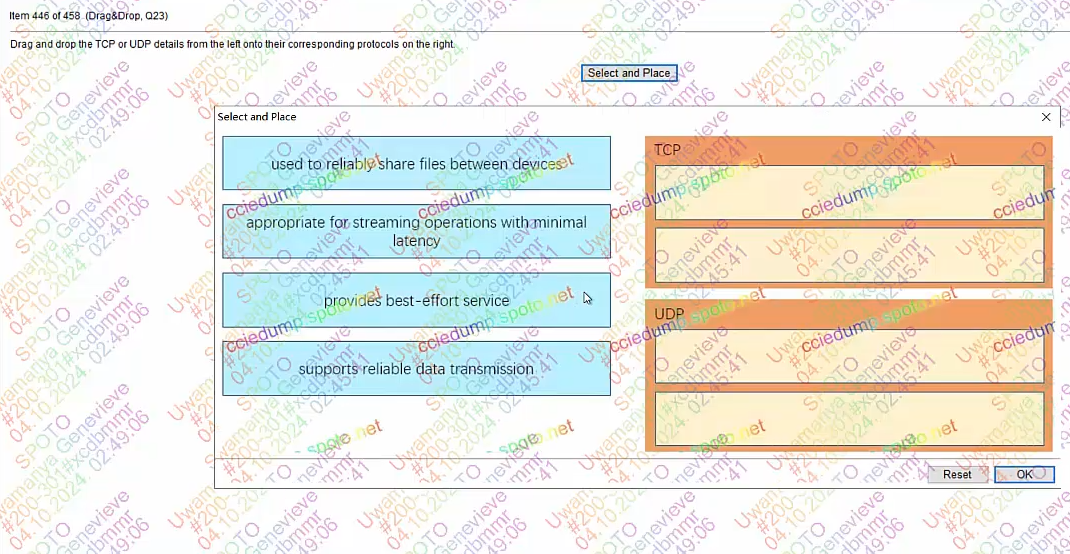 Item 446 of 458 (Drag&Drop, Q23)
Drag and drop the TCP or UDP details from the left onto their corresponding protocols on the right.
Select and Place
Select and Place
used to reliably share files between devices
appropriate for streaming operations with minimal
latency
provides best-effort service
supports reliable data transmission
TCP
UDP
Reset
OK
cciedump.spoto.net
SPOTO
Uwamariya Genevieve
04.10.2024
02:49:06
02:45:41